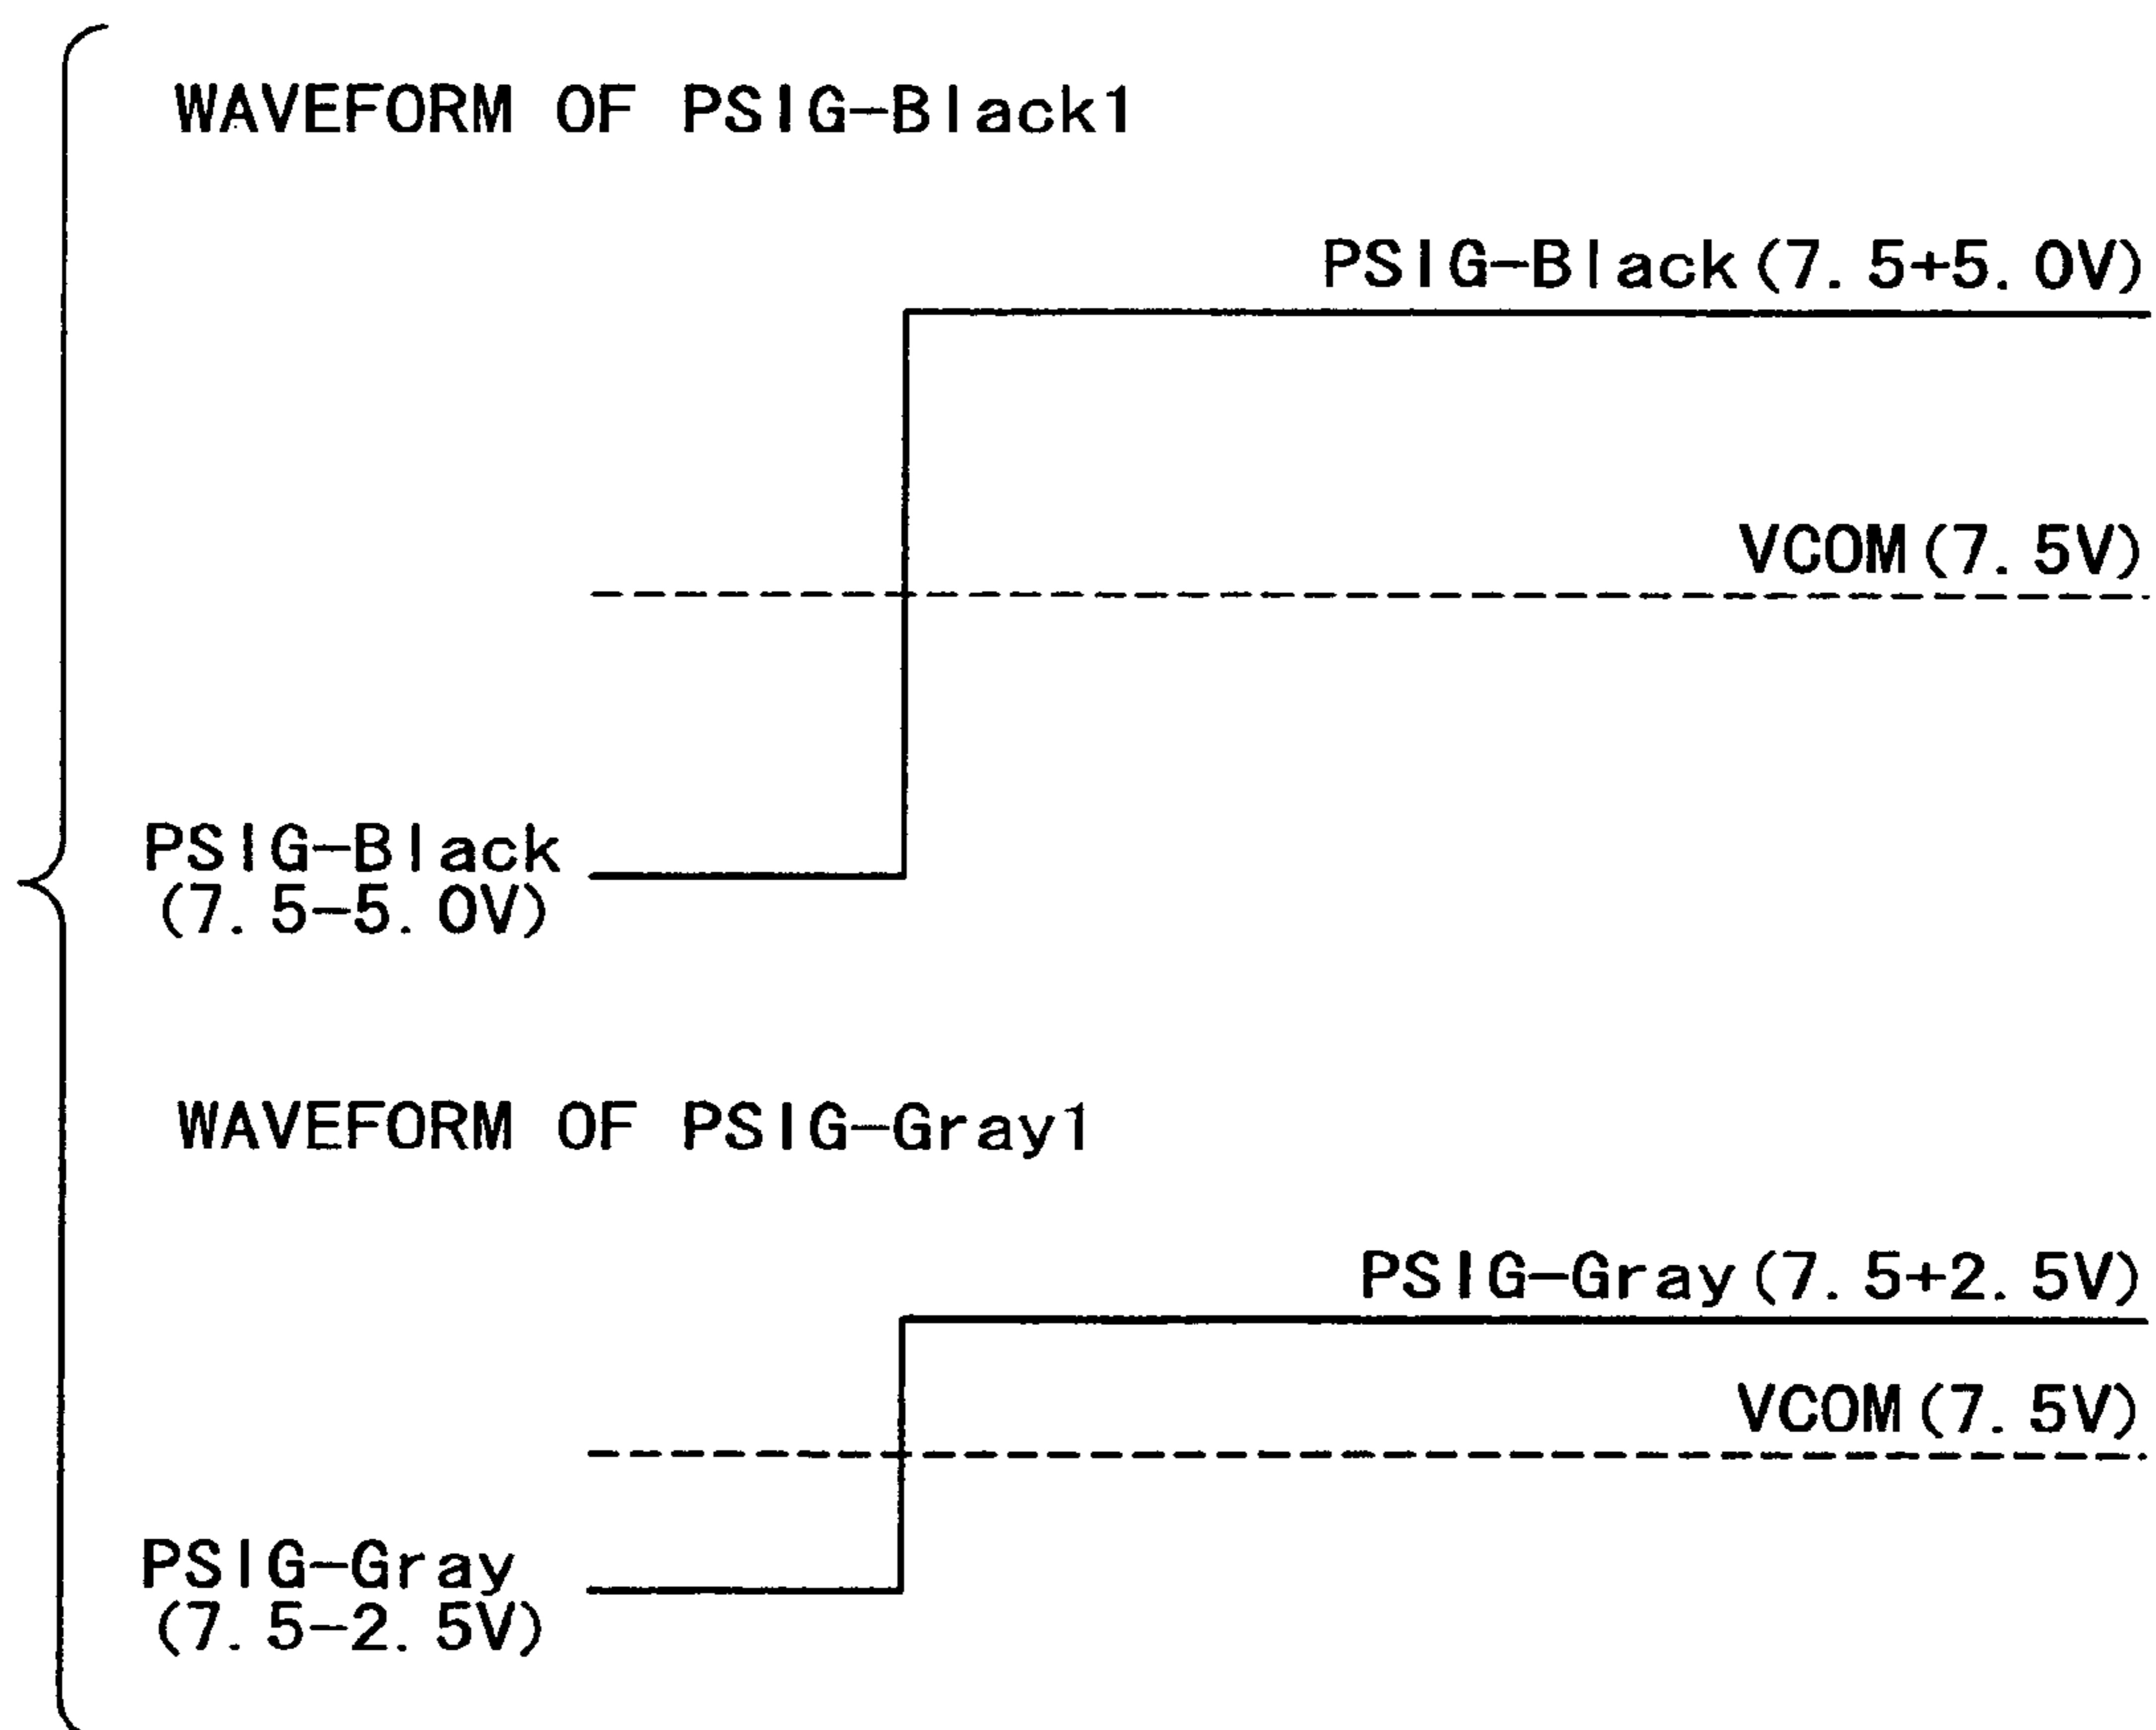 WAVEFORM OF PSIG-Black1
PSIG-Black(7.5+5.0V)
VCOM(7.5V)
PSIG-Black
(7.5-5.0V)
WAVEFORM OF PSIG-Gray1
PSIG-Gray(7.5+2.5V)
VCOM(7.5V)
PSIG-Gray
(7.5-2.5V)